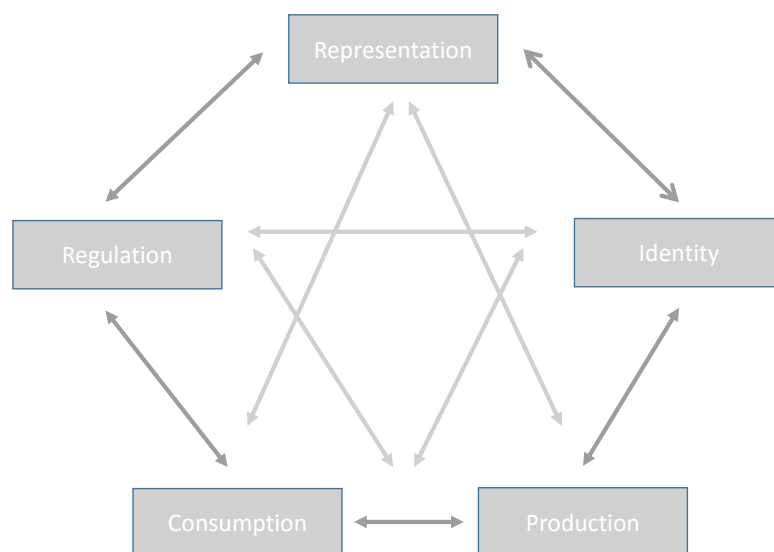 Representation
Regulation
Identity
Consumption
Production